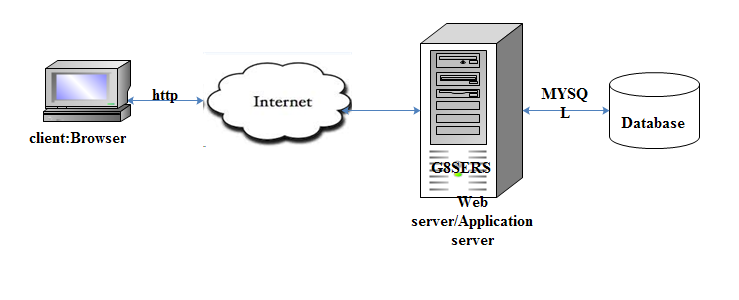 http
Internet
MYSQ
L
client:Browser
Database
G8SERS
Web
server/Application
server